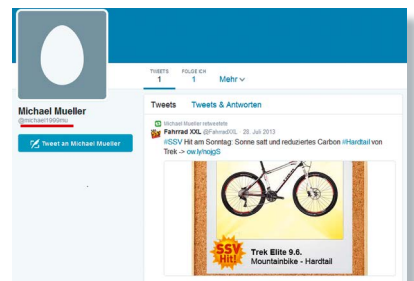 TWEETS
1
FOLGE ICH
1
Mehr
Michael Mueller
@michael1999mu
Tweet an Michael Mueller
Tweets Tweets & Antworten
Michael Mueller retweetete
Fahrrad XXL @FahrradXXL · 28. Juli 2013
#SSV Hit am Sonntag: Sonne satt und reduziertes Carbon #Hardtail von
Trek -> ow.ly/nojgS
SSV
Hit!
Trek Elite 9.6.
Mountainbike - Hardtail